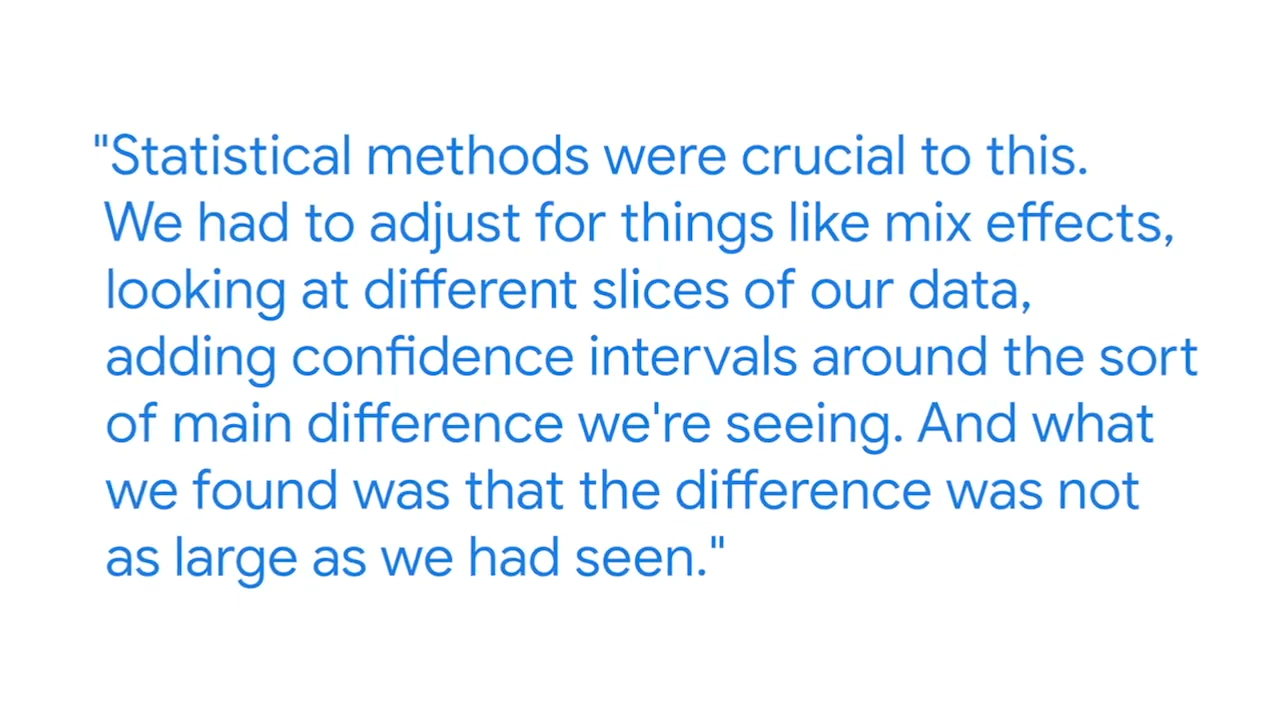 "Statistical methods were crucial to this.
We had to adjust for things like mix effects,
looking at different slices of our data,
adding confidence intervals around the sort
of main difference we're seeing. And what
we found was that the difference was not
as large as we had seen."